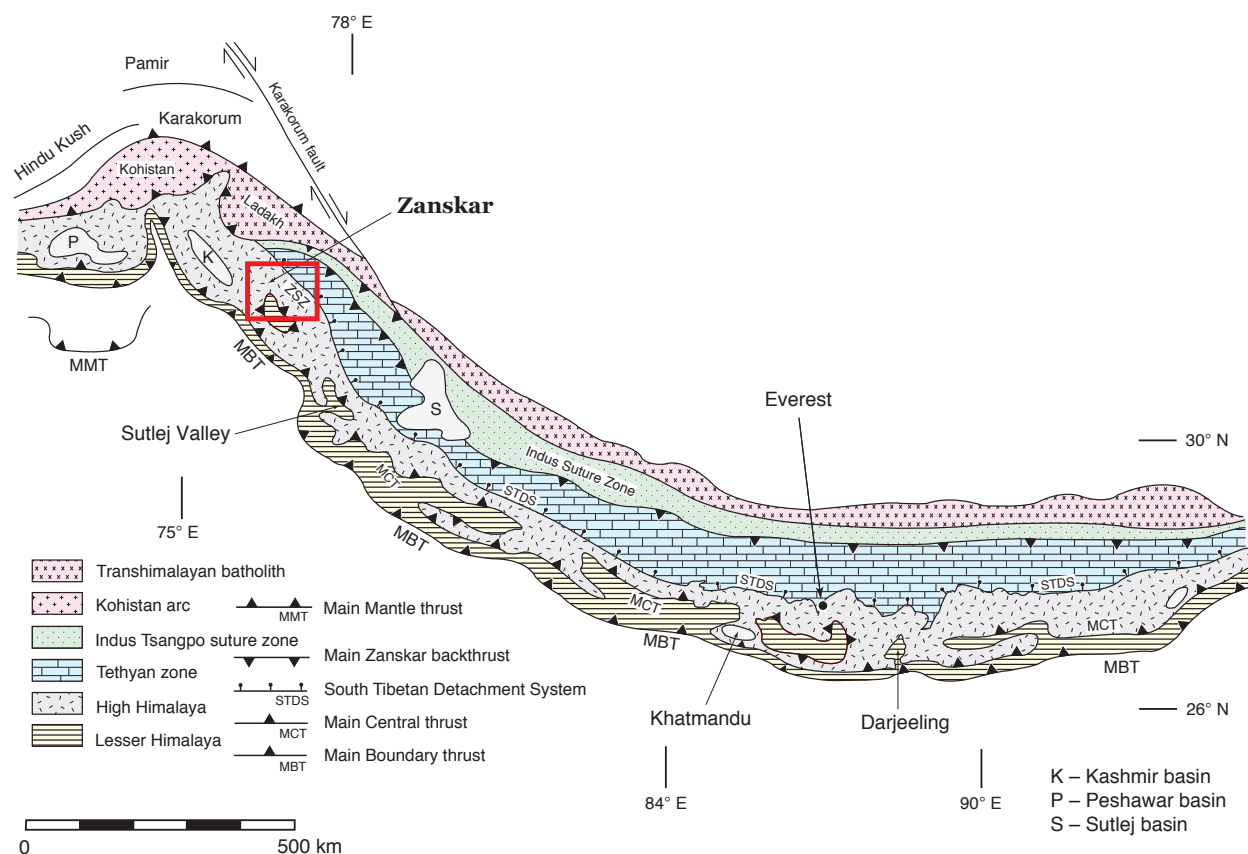 78° E
Pamir
Karakorum
Hindu Kush
Karakorum fault
Kohistan
Ladakh
Zanskar
P
K
ZSZ
MMT
MBT
S
Everest
Sutlej Valley
30° N
Indus Suture Zone
MCT
STDS
75° E
MBT
STDS
STDS
MCT
MCT
MBT
MBT
Khatmandu
Darjeeling
26° N
84° E
90° E
Transhimalayan batholith
Kohistan arc
Indus Tsangpo suture zone
Tethyan zone
High Himalaya
Lesser Himalaya
MMT
Main Mantle thrust
Main Zanskar backthrust
STDS
South Tibetan Detachment System
MCT
Main Central thrust
MBT
Main Boundary thrust
K – Kashmir basin
P – Peshawar basin
S – Sutlej basin
0
500 km